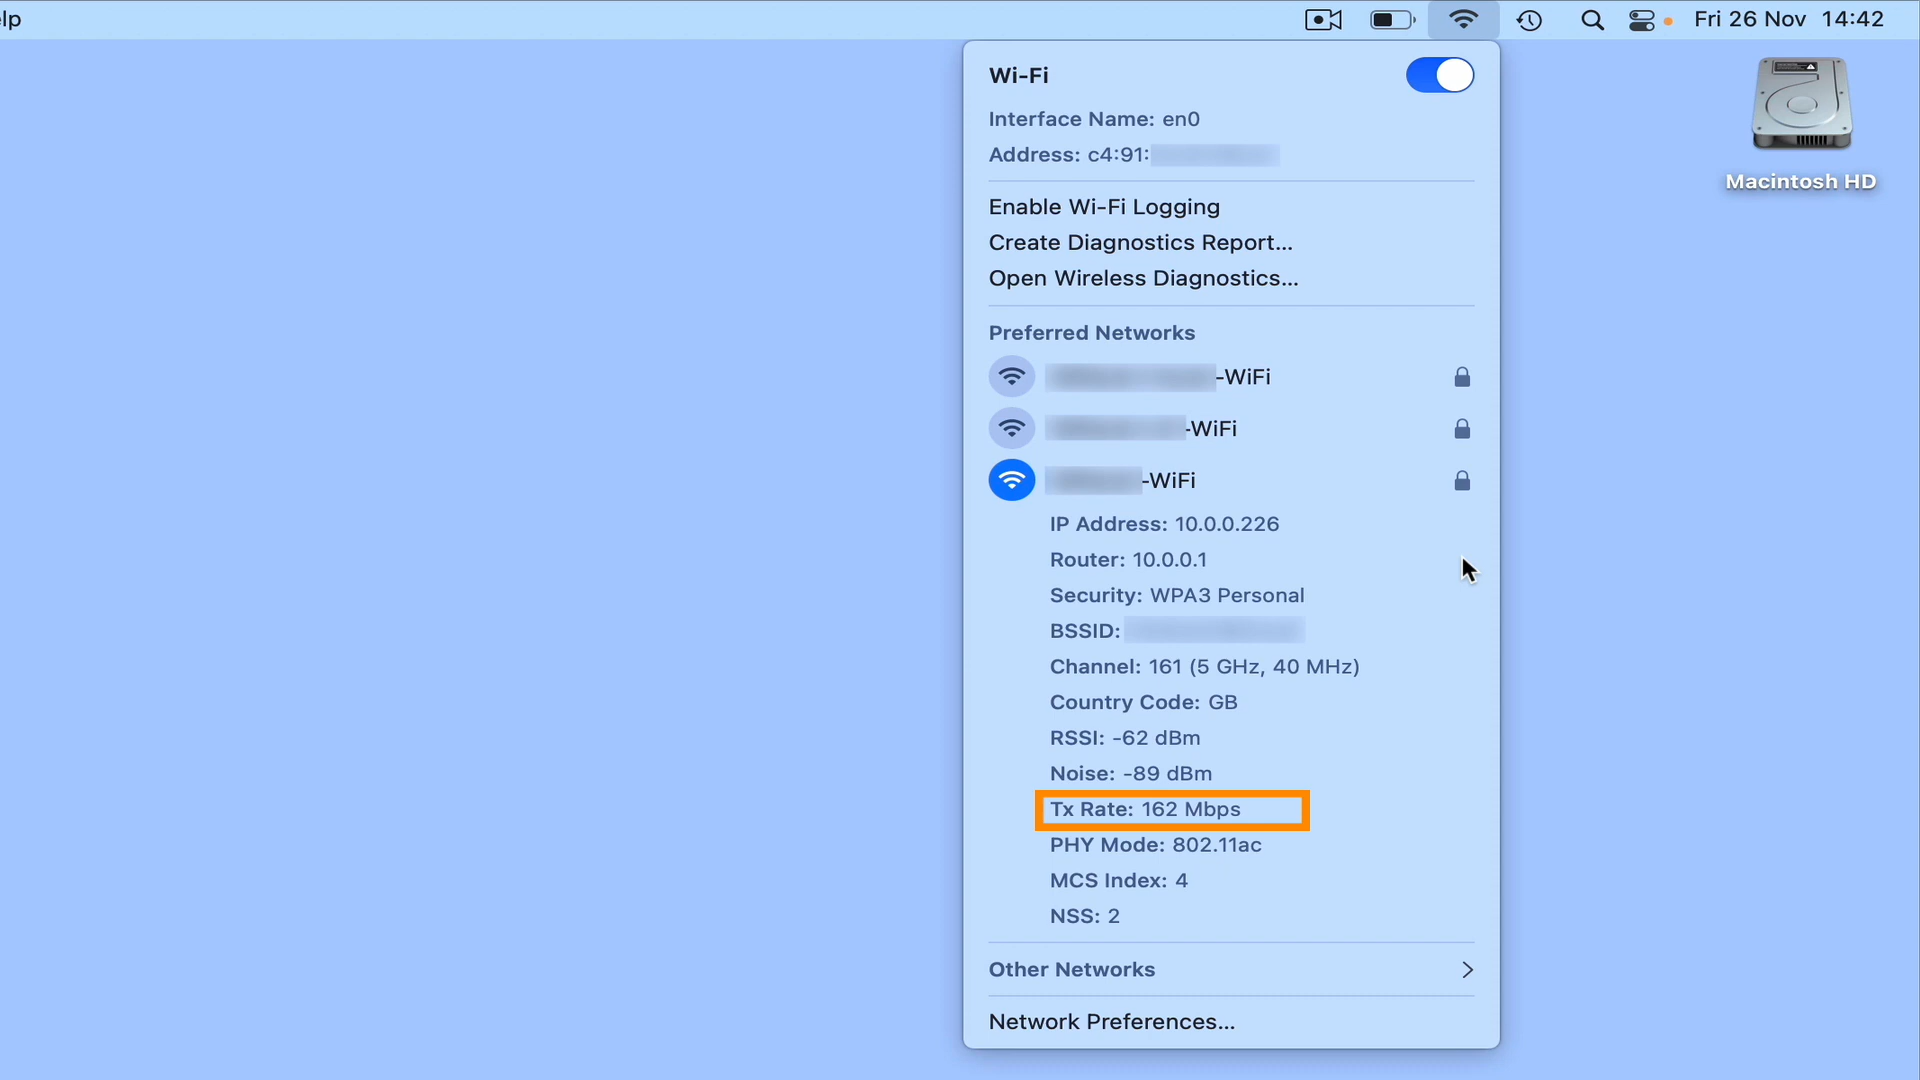 elp
Fri 26 Nov 14:42
Wi-Fi
Interface Name: en0
Address: c4:91:
Macintosh HD
Enable Wi-Fi Logging
Create Diagnostics Report...
Open Wireless Diagnostics...
Preferred Networks
-WiFi
-WiFi
-WiFi
IP Address: 10.0.0.226
Router: 10.0.0.1
Security: WPA3 Personal
BSSID:
Channel: 161 (5 GHz, 40 MHz)
Country Code: GB
RSSI: -62 dBm
Noise: -89 dBm
Tx Rate: 162 Mbps
PHY Mode: 802.11ac
MCS Index: 4
NSS: 2
Other Networks
Network Preferences...